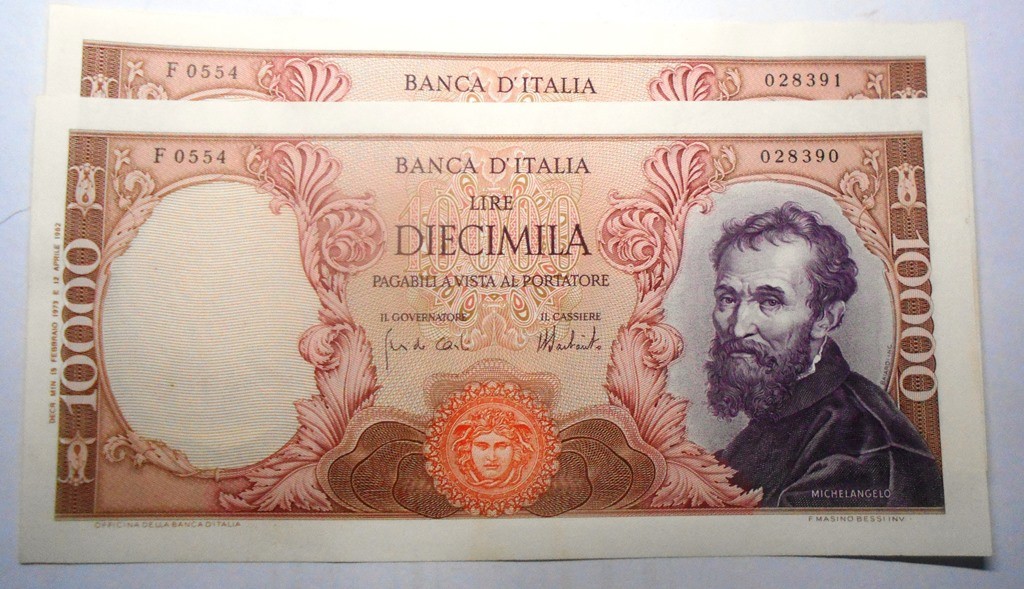 F 0554 BANCA D'ITALIA 028391
F 0554 BANCA D'ITALIA 028390
LIRE
DIECIMILA
PAGABILI A VISTA AL PORTATORE
IL GOVERNATORE IL CASSIERE
10000
10000
10000
MICHELANGELO
OFFICINA DELLA BANCA D'ITALIA
F. MASINO BESSI INV.